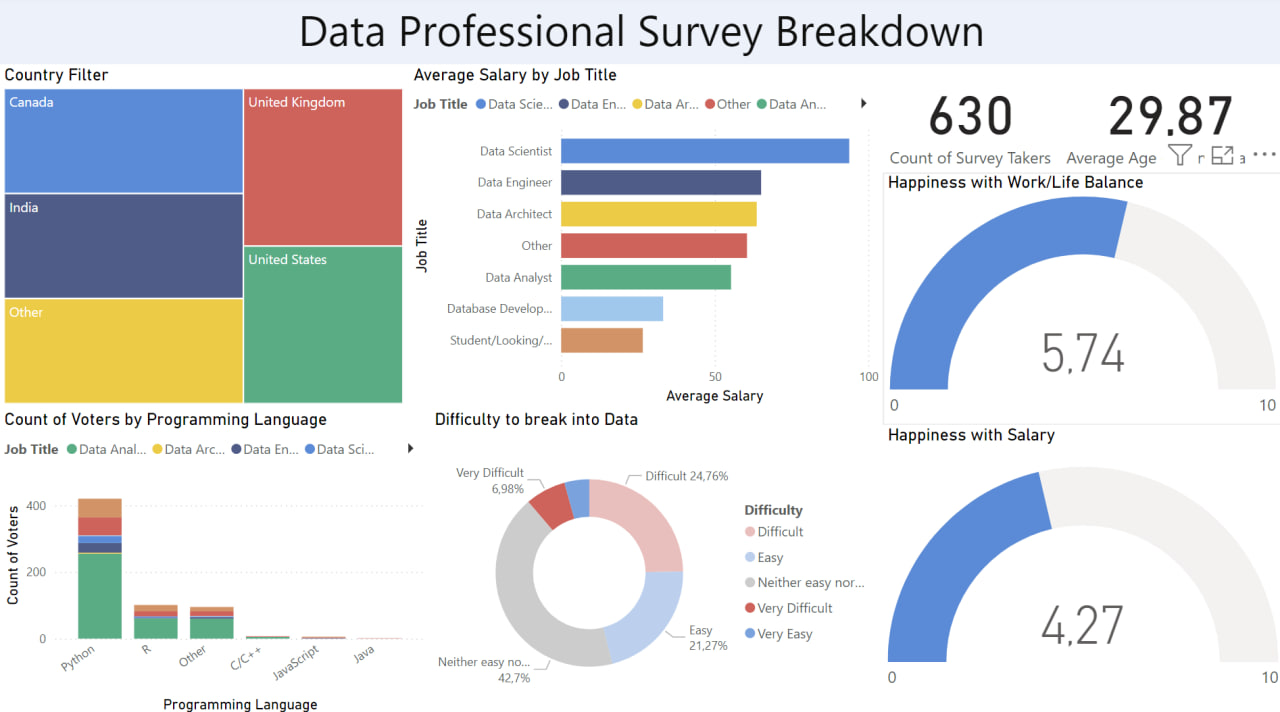 Data Professional Survey Breakdown
Country Filter
Canada
United Kingdom
India
United States
Other
Average Salary by Job Title
Job Title Data Scie... Data En... Data Ar... Other Data An...
Job Title
Data Scientist
Data Engineer
Data Architect
Other
Data Analyst
Database Develop...
Student/Looking/...
0 50 100
Average Salary
630
Count of Survey Takers
29,87
Average Age r a ...
Happiness with Work/Life Balance
5,74
0 10
Count of Voters by Programming Language
Job Title Data Anal... Data Arc... Data En... Data Sci...
Count of Voters
400
200
0
Python R Other C/C++ JavaScript Java
Programming Language
Difficulty to break into Data
Very Difficult
6,98%
Difficult 24,76%
Easy
21,27%
Neither easy no...
42,7%
Difficulty
Difficult
Easy
Neither easy nor...
Very Difficult
Very Easy
Happiness with Salary
4,27
0 10